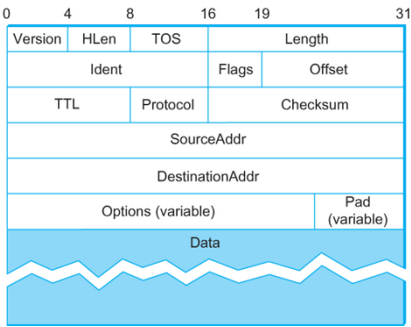 0 4 8 16 19 31
Version HLen TOS Length
Ident Flags Offset
TTL Protocol Checksum
SourceAddr
DestinationAddr
Options (variable) Pad
(variable)
Data